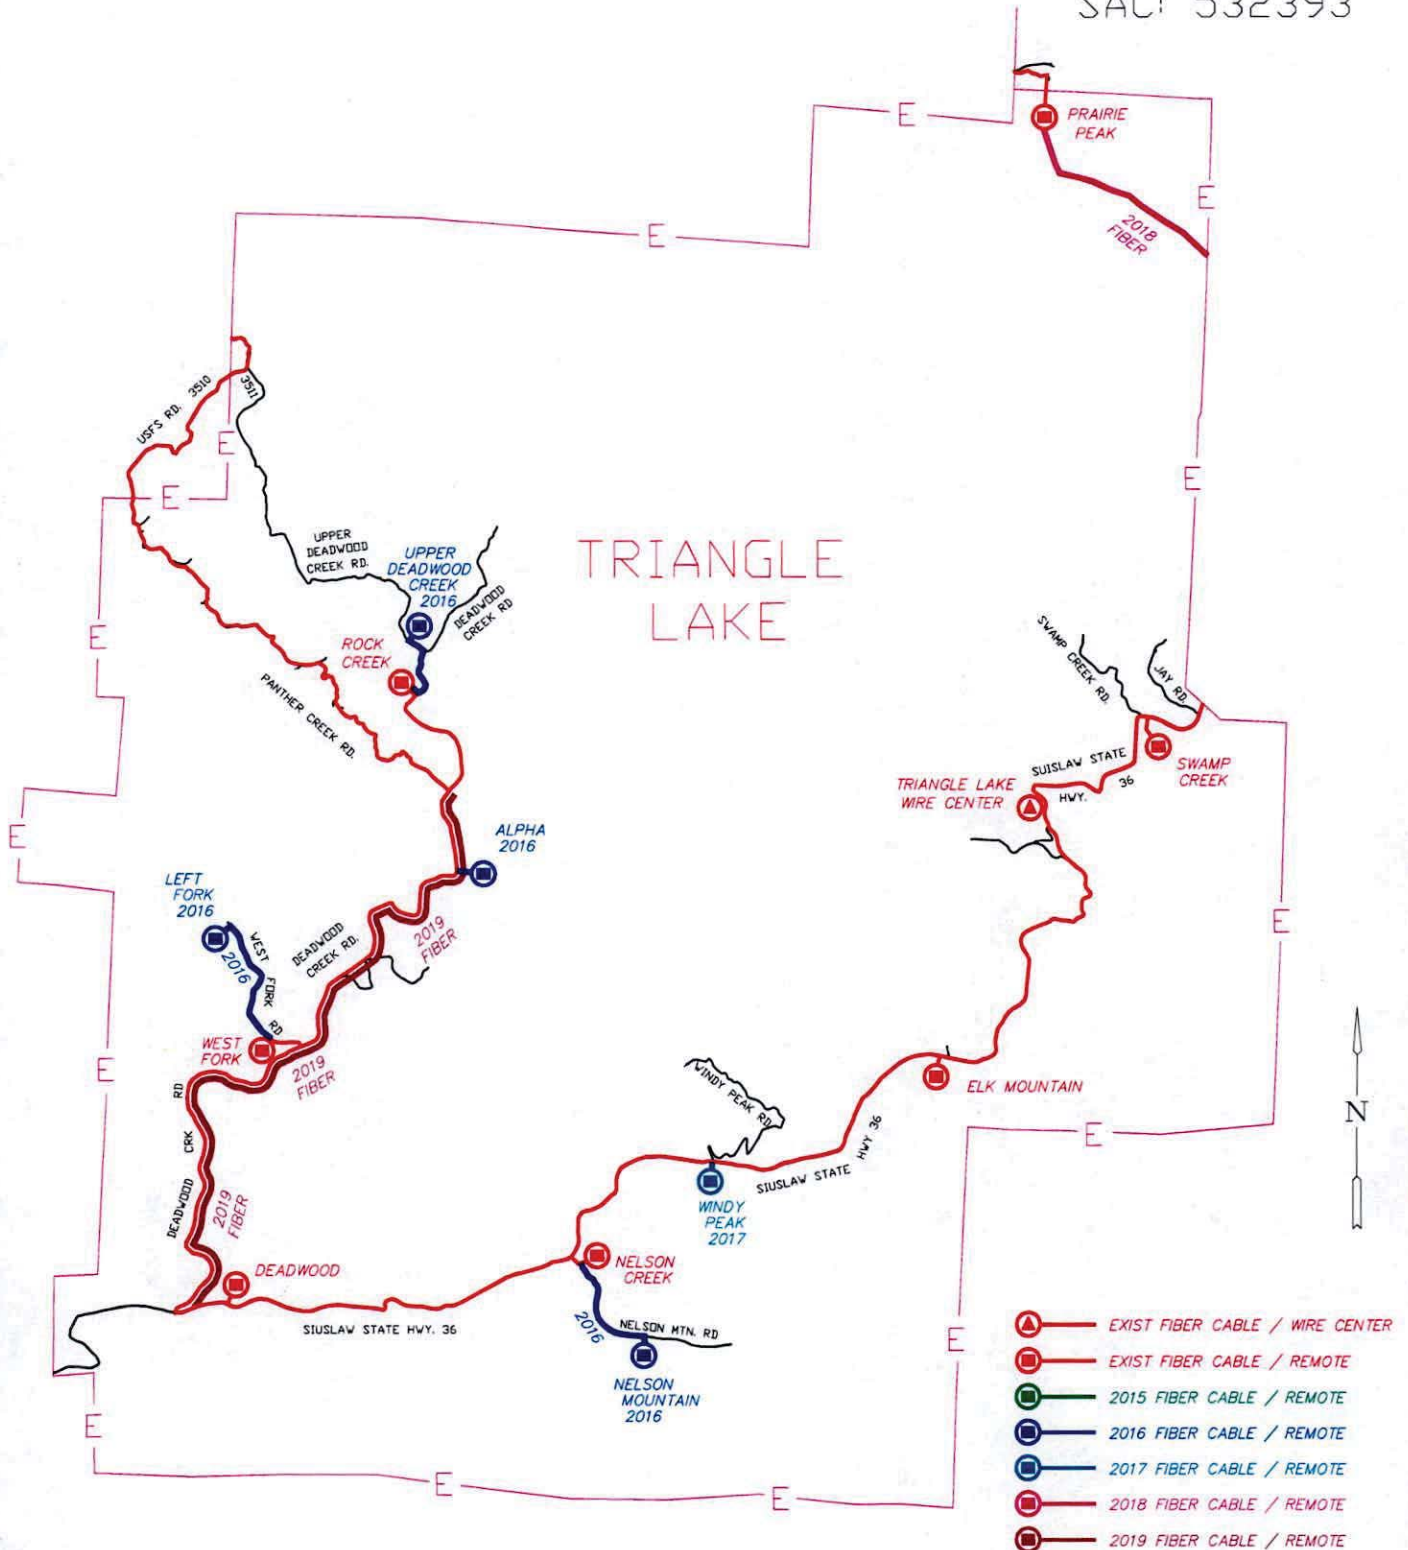 SAC: 532393
PRAIRIE
PEAK
E
E
E
2018
FIBER
USFS RD. 3510
3511
E
E
E
UPPER
DEADWOOD
CREEK RD.
UPPER
DEADWOOD
CREEK
2016
DEADWOOD
CREEK RD
TRIANGLE
LAKE
ROCK
CREEK
E
PANTHER CREEK RD.
SWAMP CREEK RD.
JAY RD.
SUISLAW STATE
HWY. 36
SWAMP
CREEK
TRIANGLE LAKE
WIRE CENTER
E
ALPHA
2016
LEFT
FORK
2016
2016
WEST FORK RD
DEADWOOD
CREEK RD.
2019
FIBER
E
WEST
FORK
2019
FIBER
E
ELK MOUNTAIN
N
WINDY PEAK RD
E
SIUSLAW STATE HWY 36
DEADWOOD CRK RD
2019
FIBER
WINDY
PEAK
2017
DEADWOOD
NELSON
CREEK
SIUSLAW STATE HWY. 36
2016
NELSON MTN. RD
NELSON
MOUNTAIN
2016
E
E
E
E
EXIST FIBER CABLE / WIRE CENTER
EXIST FIBER CABLE / REMOTE
2015 FIBER CABLE / REMOTE
2016 FIBER CABLE / REMOTE
2017 FIBER CABLE / REMOTE
2018 FIBER CABLE / REMOTE
2019 FIBER CABLE / REMOTE